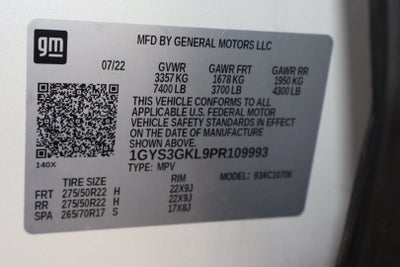 gm
MFD BY GENERAL MOTORS LLC
07/22 GVWR GAWR FRT GAWR RR
3357 KG 1678 KG 1950 KG
7400 LB 3700 LB 4300 LB
THIS VEHICLE CONFORMS TO ALL
APPLICABLE U.S. FEDERAL MOTOR
VEHICLE SAFETY STANDARDS IN
EFFECT ON THE DATE OF MANUFACTURE
SHOWN ABOVE.
1GYS3GKL9PR109993
140X TYPE: MPV MODEL: 936C10706
TIRE SIZE RIM
FRT 275/50R22 H 22X9J
RR 275/50R22 H 22X9J
SPA 265/70R17 S 17X8J